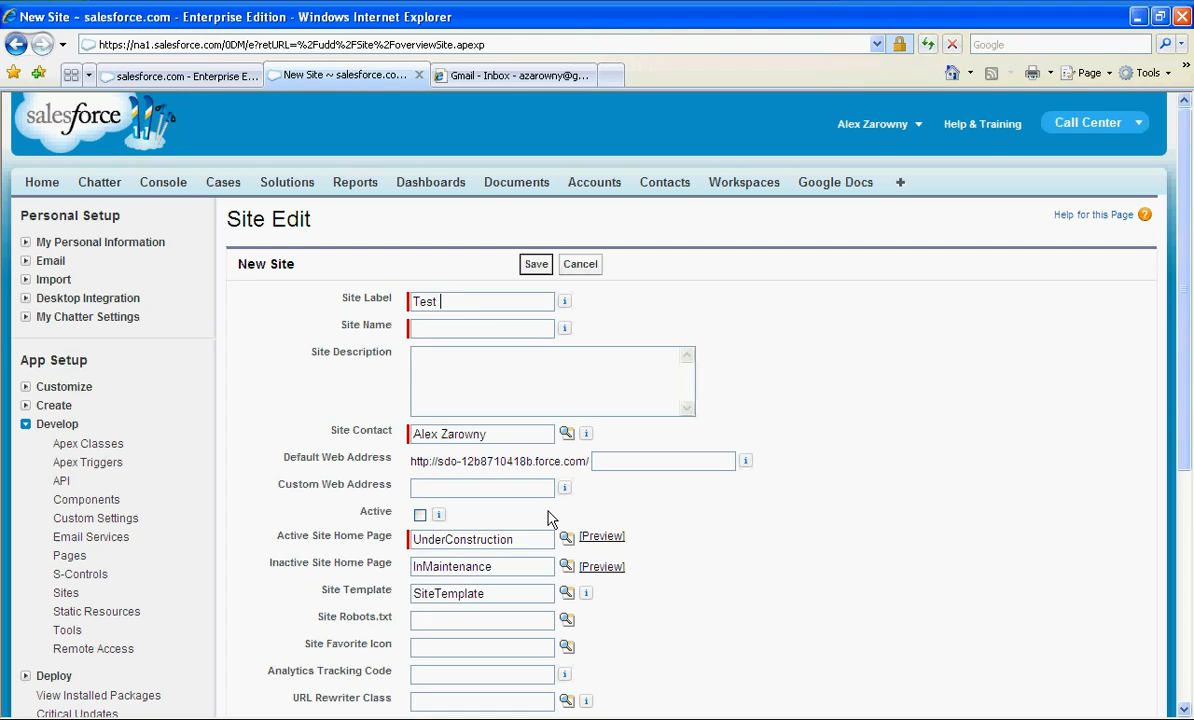 New Site ~ salesforce.com - Enterprise Edition - Windows Internet Explorer
https://na1.salesforce.com/0DM/e?retURL=%2Fudd%2FSite%2FoverviewSite.apexp
Google
salesforce.com - Enterprise E...
New Site ~ salesforce.co...
Gmail - Inbox - azarowny@g...
Page
Tools
salesforce
Alex Zarowny
Help & Training
Call Center
Home
Chatter
Console
Cases
Solutions
Reports
Dashboards
Documents
Accounts
Contacts
Workspaces
Google Docs
Personal Setup
My Personal Information
Email
Import
Desktop Integration
My Chatter Settings
App Setup
Customize
Create
Develop
Apex Classes
Apex Triggers
API
Components
Custom Settings
Email Services
Pages
S-Controls
Sites
Static Resources
Tools
Remote Access
Deploy
View Installed Packages
Critical Updates
Site Edit
Help for this Page
New Site
Save
Cancel
Site Label
Test
Site Name
Site Description
Site Contact
Alex Zarowny
Default Web Address
http://sdo-12b8710418b.force.com/
Custom Web Address
Active
Active Site Home Page
UnderConstruction
[Preview]
Inactive Site Home Page
InMaintenance
[Preview]
Site Template
SiteTemplate
Site Robots.txt
Site Favorite Icon
Analytics Tracking Code
URL Rewriter Class